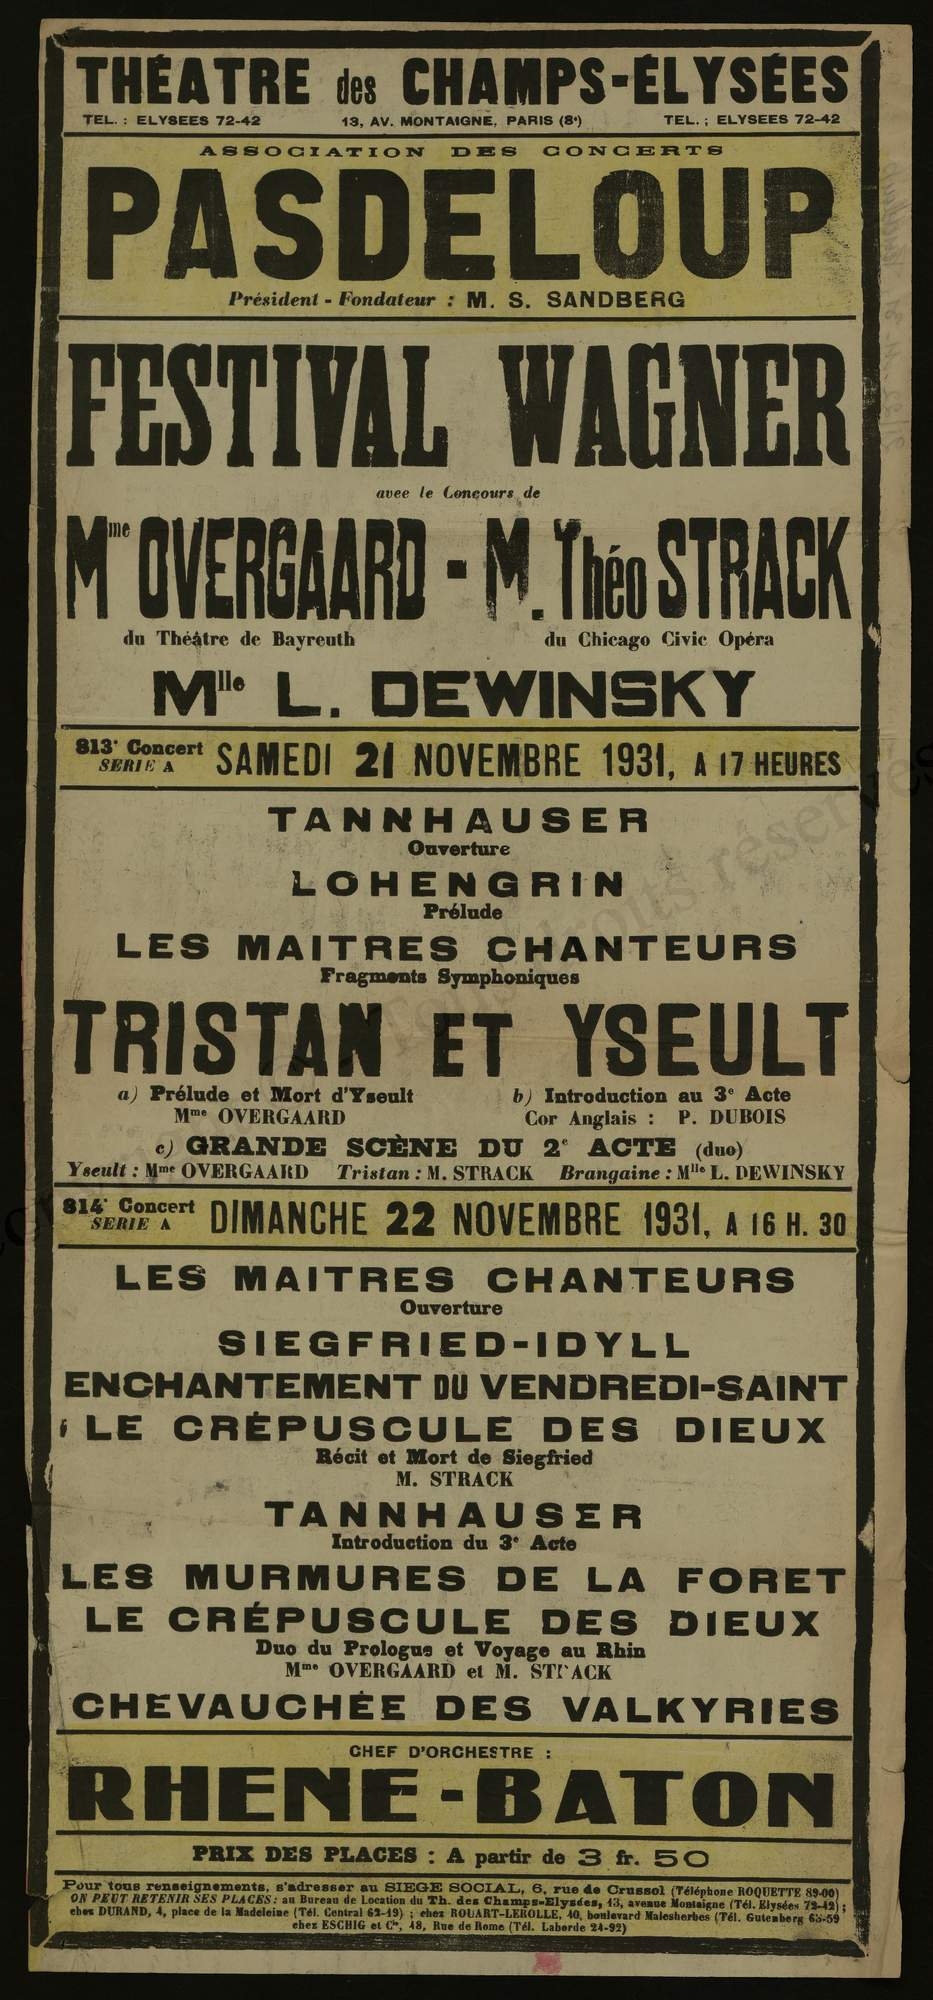 THÉATRE des CHAMPS-ÉLYSÉES
TEL. : ELYSEES 72-42 13, AV. MONTAIGNE, PARIS (8e) TEL. : ELYSEES 72-42
ASSOCIATION DES CONCERTS
PASDELOUP
Président - Fondateur : M. S. SANDBERG
FESTIVAL WAGNER
avec le Concours de
Mme OVERGAARD - M. Théo STRACK
du Théâtre de Bayreuth du Chicago Civic Opéra
Mlle L. DEWINSKY
813e Concert SERIE A SAMEDI 21 NOVEMBRE 1931, A 17 HEURES
TANNHAUSER
Ouverture
LOHENGRIN
Prélude
LES MAITRES CHANTEURS
Fragments Symphoniques
TRISTAN ET YSEULT
a) Prélude et Mort d'Yseult b) Introduction au 3e Acte
Mme OVERGAARD Cor Anglais : P. DUBOIS
c) GRANDE SCÈNE DU 2e ACTE (duo)
Yseult : Mme OVERGAARD Tristan : M. STRACK Brangaine : Mlle L. DEWINSKY
814e Concert SERIE A DIMANCHE 22 NOVEMBRE 1931, A 16 H. 30
LES MAITRES CHANTEURS
Ouverture
SIEGFRIED-IDYLL
ENCHANTEMENT DU VENDREDI-SAINT
LE CRÉPUSCULE DES DIEUX
Récit et Mort de Siegfried
M. STRACK
TANNHAUSER
Introduction du 3e Acte
LES MURMURES DE LA FORET
LE CRÉPUSCULE DES DIEUX
Duo du Prologue et Voyage au Rhin
Mme OVERGAARD et M. STRACK
CHEVAUCHÉE DES VALKYRIES
CHEF D'ORCHESTRE :
RHENE-BATON
PRIX DES PLACES : A partir de 3 fr. 50
Pour tous renseignements, s'adresser au SIEGE SOCIAL, 6, rue de Crussol (Téléphone ROQUETTE 89-00)
ON PEUT RETENIR SES PLACES : au Bureau de Location du Th. des Champs-Elysées, 13, avenue Montaigne (Tél. Elysées 72-42) ;
chez DURAND, 4, place de la Madeleine (Tél. Central 62-19) ; chez ROUART-LEROLLE, 40, boulevard Malesherbes (Tél. Gutenberg 63-59
chez ESCHIG et Cie, 48, Rue de Rome (Tél. Laborde 24-92)
Tous droits réservés